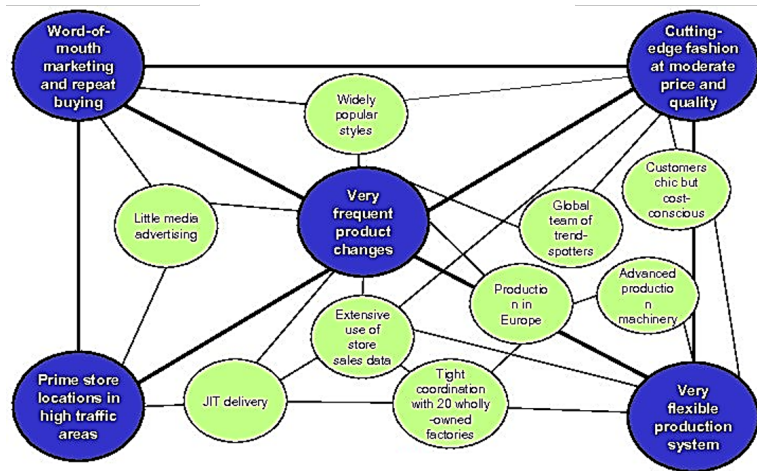 Word-of-
mouth
marketing
and repeat
buying
Cutting-
edge fashion
at moderate
price and
quality
Widely
popular
styles
Customers
chic but
cost-
conscious
Little media
advertising
Very
frequent
product
changes
Global
team of
trend-
spotters
Productio
n in
Europe
Advanced
productio
n
machinery
Extensive
use of
store
sales data
Prime store
locations in
high traffic
areas
JIT delivery
Tight
coordination
with 20 wholly
-owned
factories
Very
flexible
production
system